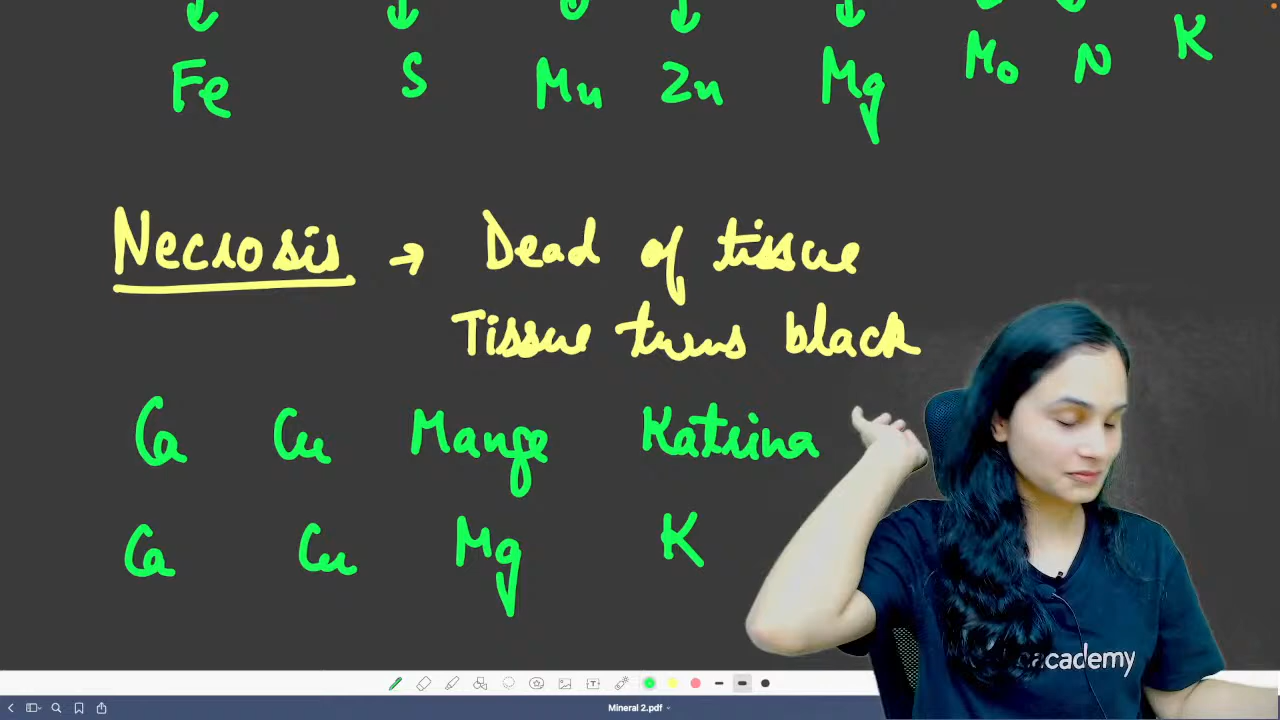 Fe S Mn Zn Mg Mo N K
Necrosis → Dead of tissue
Tissue turns black
Ca Cu Mange Katrina
Ca Cu Mg K
academy
Mineral 2.pdf